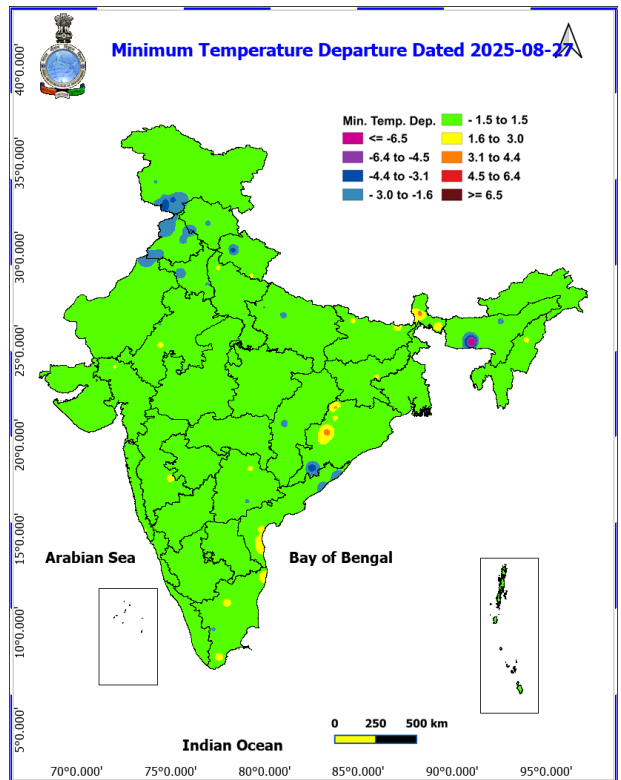 Minimum Temperature Departure Dated 2025-08-27
Min. Temp. Dep.
<= -6.5
-6.4 to -4.5
-4.4 to -3.1
- 3.0 to -1.6
- 1.5 to 1.5
1.6 to 3.0
3.1 to 4.4
4.5 to 6.4
>= 6.5
40°0.000'
35°0.000'
30°0.000'
25°0.000'
20°0.000'
15°0.000'
10°0.000'
5°0.000'
Arabian Sea
Bay of Bengal
0 250 500 km
Indian Ocean
70°0.000' 75°0.000' 80°0.000' 85°0.000' 90°0.000' 95°0.000'